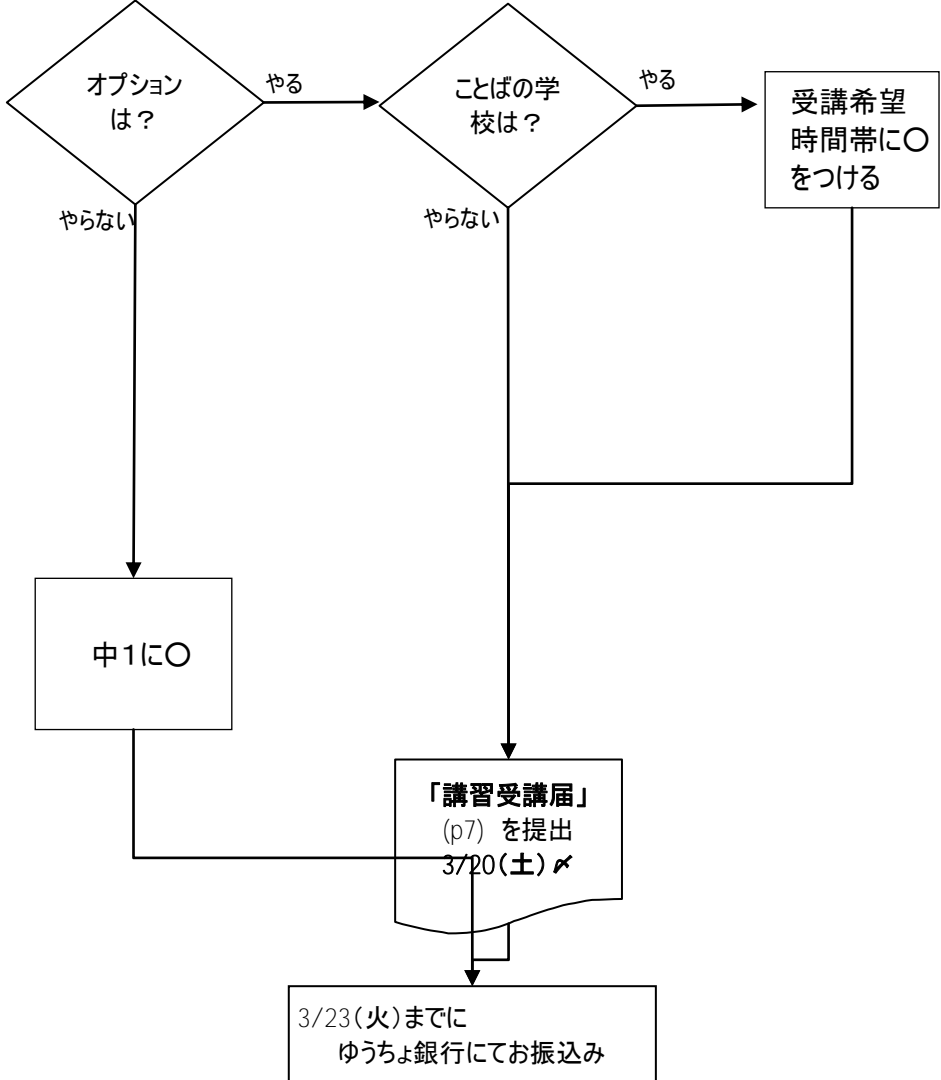 オプション
は？
やる
ことばの学
校は？
やる
受講希望
時間帯に〇
をつける
やらない
やらない
中１に〇
「講習受講届」
(p7) を提出
3/20(土)〆
3/23(火)までに
ゆうちょ銀行にてお振込み